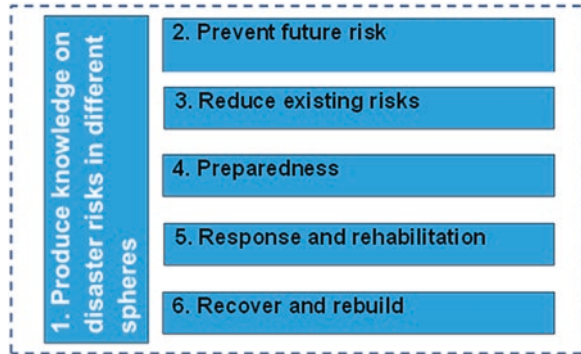 1. Produce knowledge on
disaster risks in different
spheres
2. Prevent future risk
3. Reduce existing risks
4. Preparedness
5. Response and rehabilitation
6. Recover and rebuild